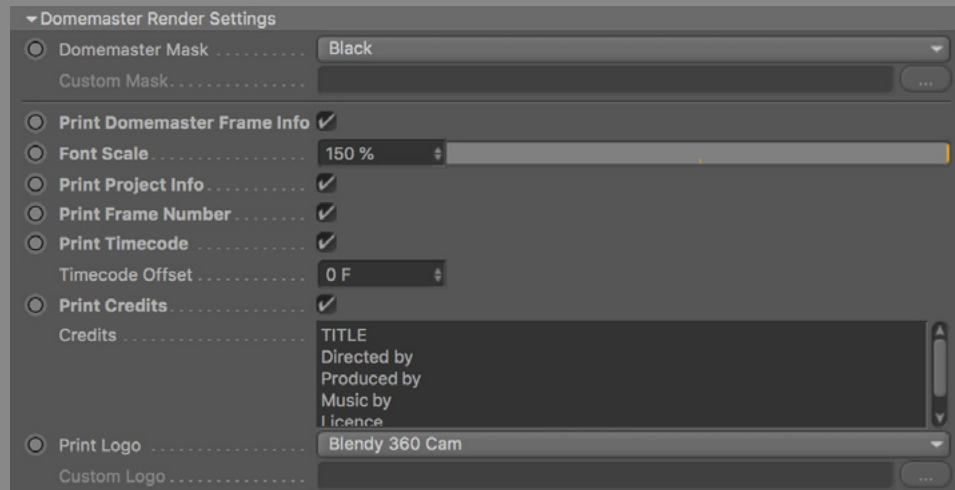 Domemaster Render Settings
Domemaster Mask Black
Custom Mask ...
Print Domemaster Frame Info
Font Scale 150 %
Print Project Info
Print Frame Number
Print Timecode
Timecode Offset 0 F
Print Credits
Credits TITLE
Directed by
Produced by
Music by
Licence
Print Logo Blendy 360 Cam
Custom Logo ...